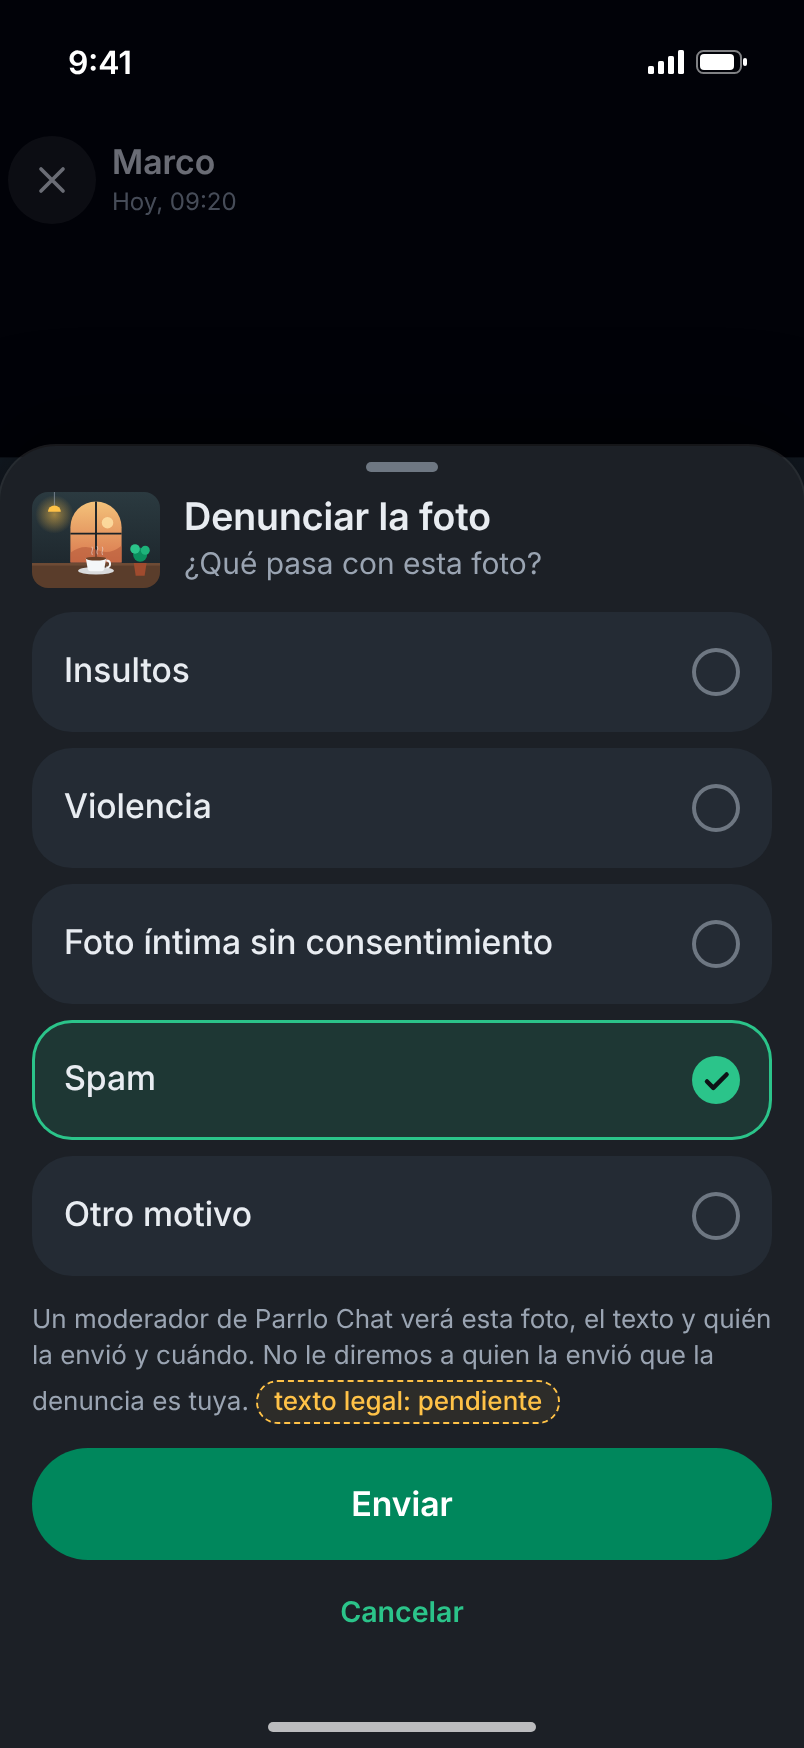 9:41
Marco
Hoy, 09:20
Denunciar la foto
¿Qué pasa con esta foto?
Insultos
Violencia
Foto íntima sin consentimiento
Spam
Otro motivo
Un moderador de Parrlo Chat verá esta foto, el texto y quién
la envió y cuándo. No le diremos a quien la envió que la
denuncia es tuya. texto legal: pendiente
Enviar
Cancelar